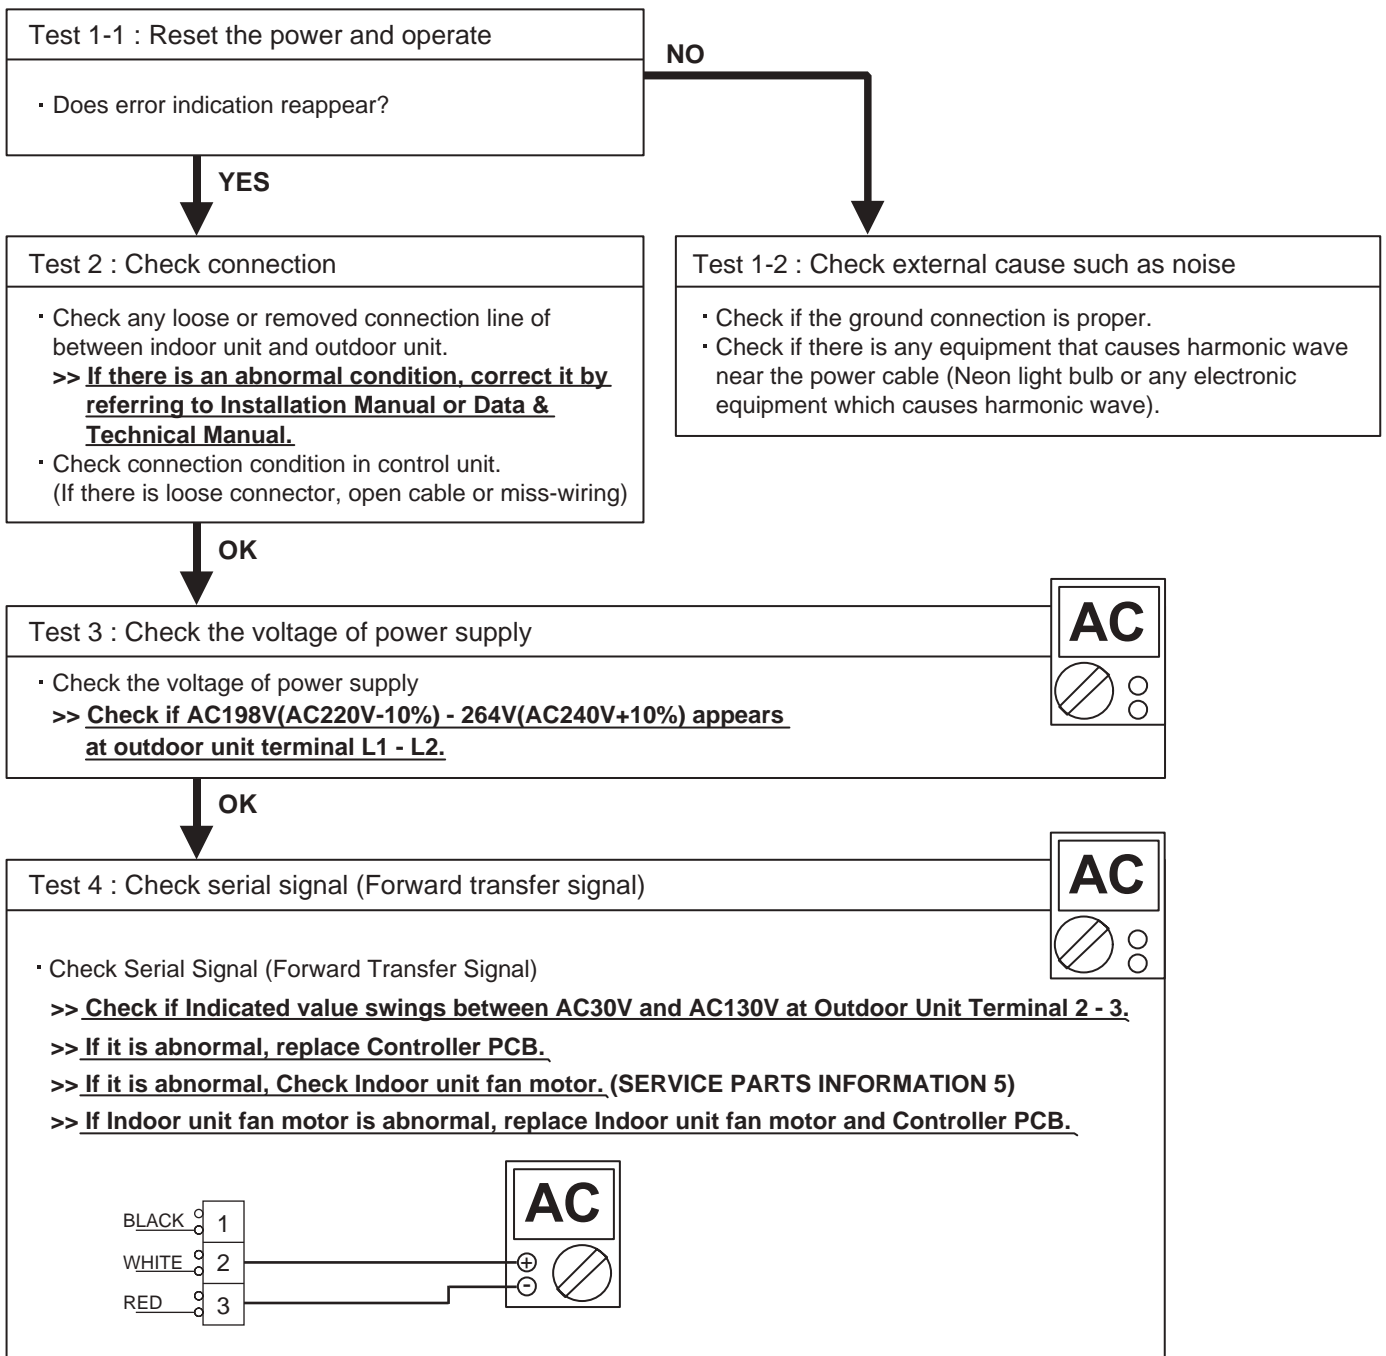 Test 1-1 : Reset the power and operate
· Does error indication reappear?
NO
YES
Test 2 : Check connection
· Check any loose or removed connection line of
between indoor unit and outdoor unit.
>> If there is an abnormal condition, correct it by
referring to Installation Manual or Data &
Technical Manual.
· Check connection condition in control unit.
(If there is loose connector, open cable or miss-wiring)
Test 1-2 : Check external cause such as noise
· Check if the ground connection is proper.
· Check if there is any equipment that causes harmonic wave
near the power cable (Neon light bulb or any electronic
equipment which causes harmonic wave).
OK
Test 3 : Check the voltage of power supply
AC
· Check the voltage of power supply
>> Check if AC198V(AC220V-10%) - 264V(AC240V+10%) appears
at outdoor unit terminal L1 - L2.
OK
Test 4 : Check serial signal (Forward transfer signal)
AC
· Check Serial Signal (Forward Transfer Signal)
>> Check if Indicated value swings between AC30V and AC130V at Outdoor Unit Terminal 2 - 3.
>> If it is abnormal, replace Controller PCB.
>> If it is abnormal, Check Indoor unit fan motor. (SERVICE PARTS INFORMATION 5)
>> If Indoor unit fan motor is abnormal, replace Indoor unit fan motor and Controller PCB.
AC
BLACK 1
WHITE 2 +
RED 3 -